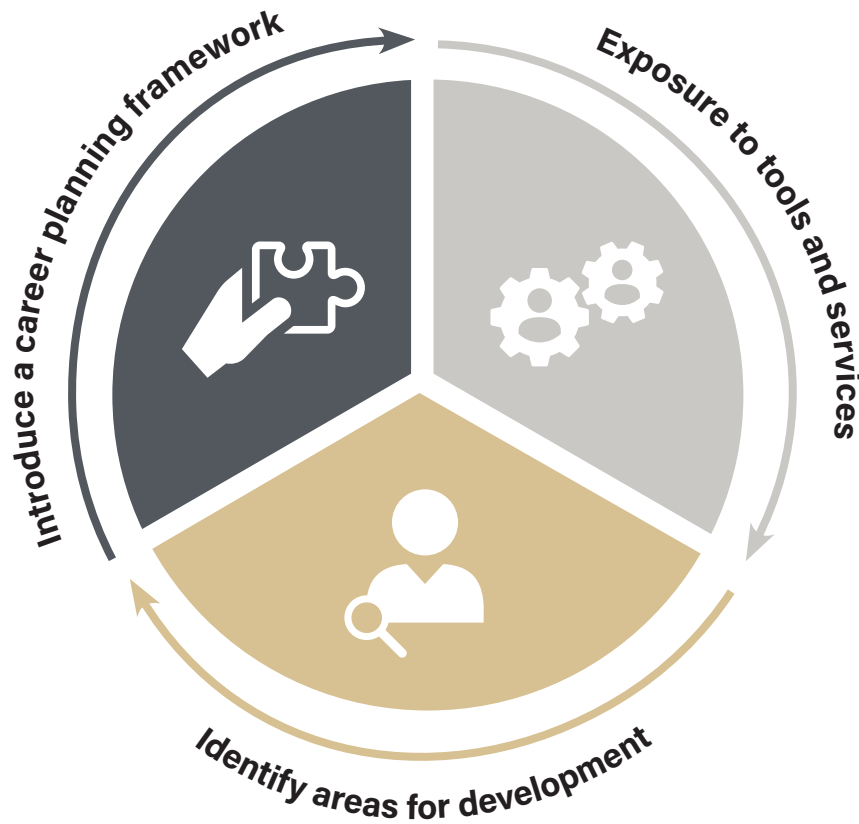 Introduce a career planning framework
Exposure to tools and services
Identify areas for development